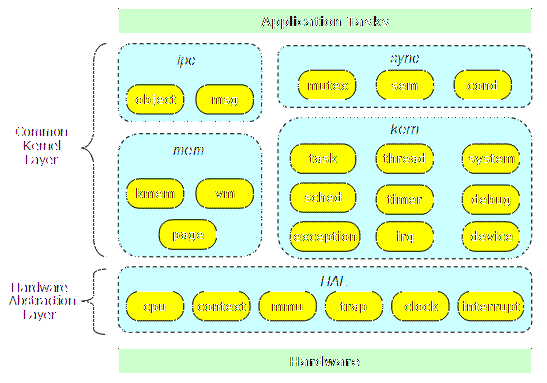 Application Tasks
ipc
object msg
sync
mutex sem cond
Common
Kernel
Layer
mem
kmem vm
page
kern
task thread system
sched timer debug
exception irq device
Hardware
Abstraction
Layer
HAL
cpu context mmu trap clock interrupt
Hardware